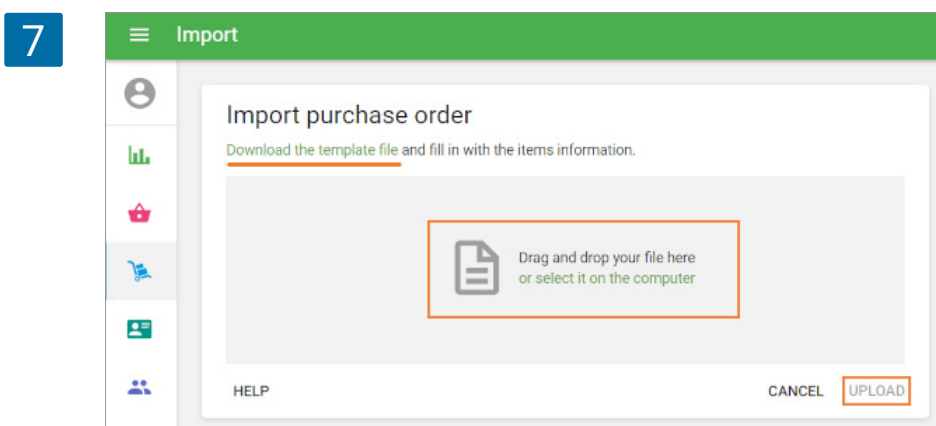 7
Import
Import purchase order
Download the template file and fill in with the items information.
Drag and drop your file here
or select it on the computer
HELP CANCEL UPLOAD